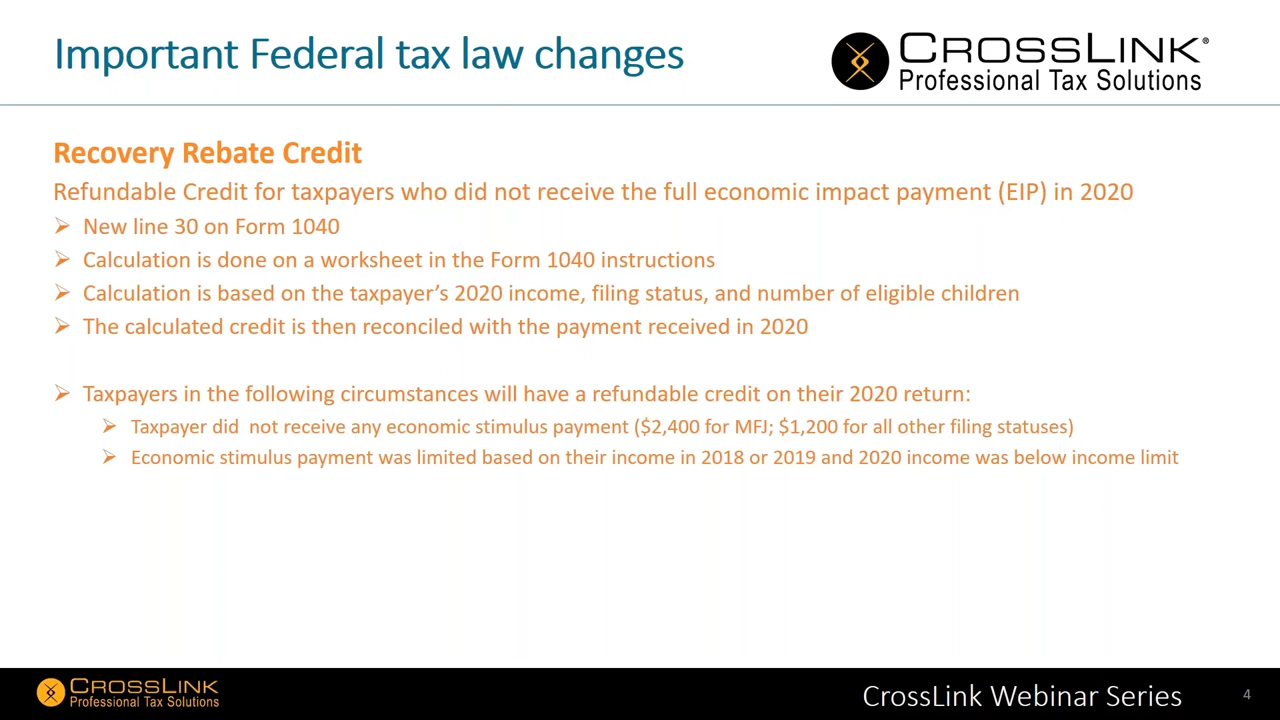 Important Federal tax law changes
CROSSLINK®
Professional Tax Solutions
Recovery Rebate Credit
Refundable Credit for taxpayers who did not receive the full economic impact payment (EIP) in 2020
New line 30 on Form 1040
Calculation is done on a worksheet in the Form 1040 instructions
Calculation is based on the taxpayer’s 2020 income, filing status, and number of eligible children
The calculated credit is then reconciled with the payment received in 2020
Taxpayers in the following circumstances will have a refundable credit on their 2020 return:
Taxpayer did  not receive any economic stimulus payment ($2,400 for MFJ; $1,200 for all other filing statuses)
Economic stimulus payment was limited based on their income in 2018 or 2019 and 2020 income was below income limit
CROSSLINK
Professional Tax Solutions
CrossLink Webinar Series
4